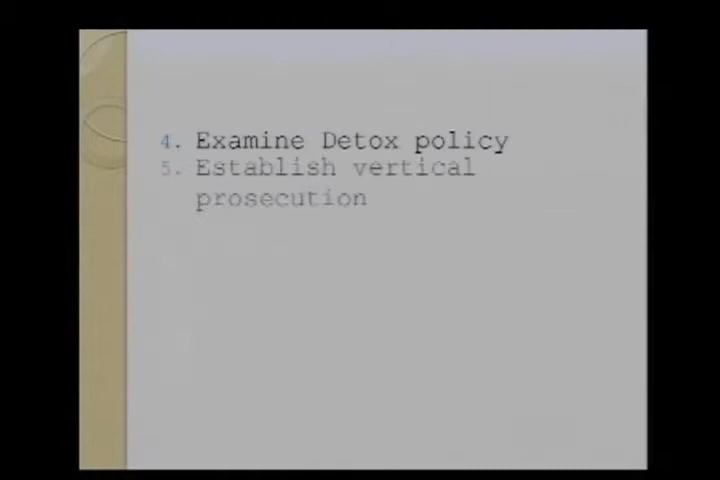 4. Examine Detox policy
5. Establish vertical
prosecution